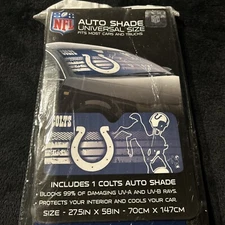 NFL
AUTO SHADE
UNIVERSAL SIZE
FITS MOST CARS AND TRUCKS
COLTS
INCLUDES 1 COLTS AUTO SHADE
• BLOCKS 99% OF DAMAGING UV-A AND UV-B RAYS.
• PROTECTS YOUR INTERIOR AND COOLS YOUR CAR.
SIZE - 27.5IN X 58IN - 70CM X 147CM